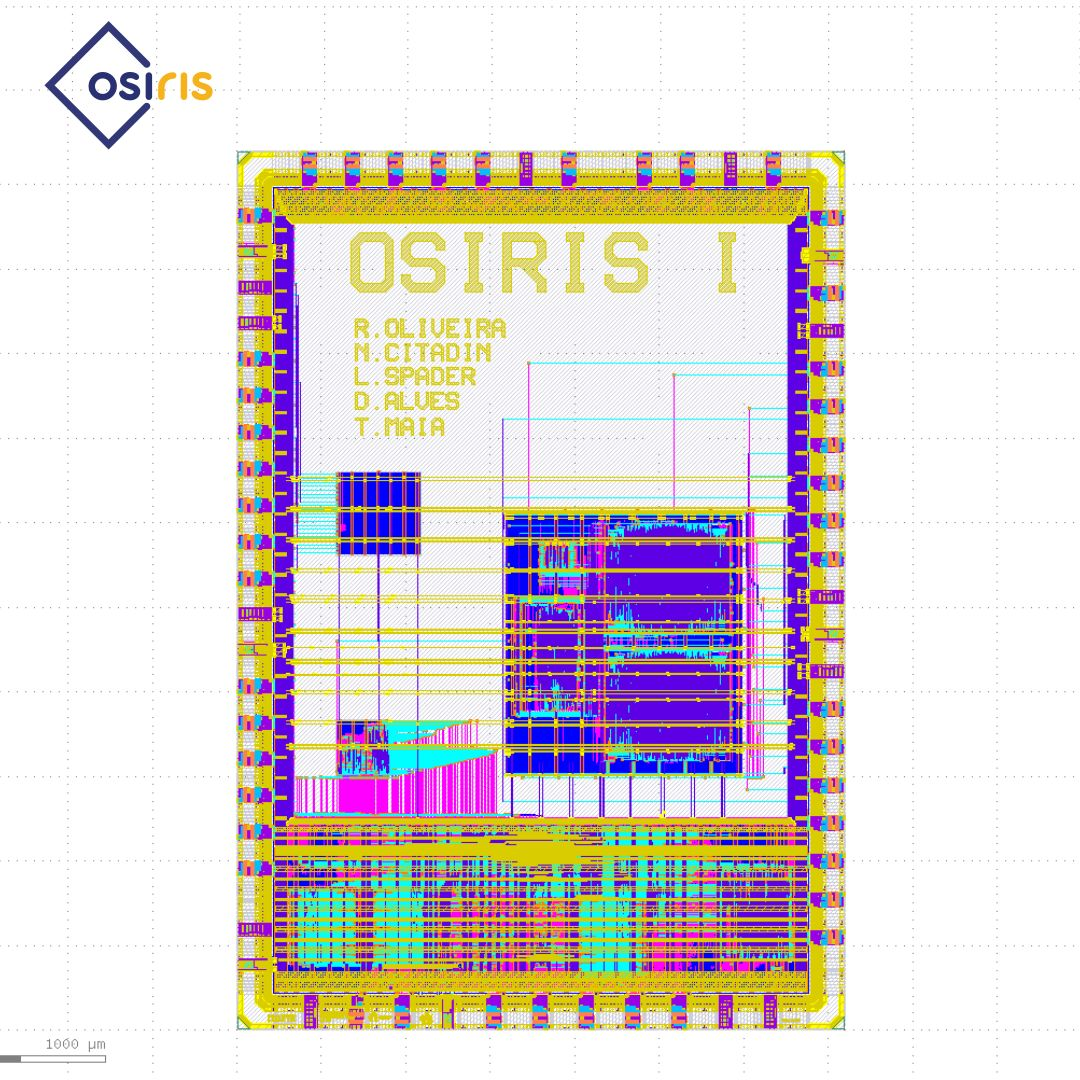 OSIRIS
OSIRIS I
R.OLIVEIRA
M.CITADIN
L.SPADER
D.ALVES
T.MAIA
1000 µm